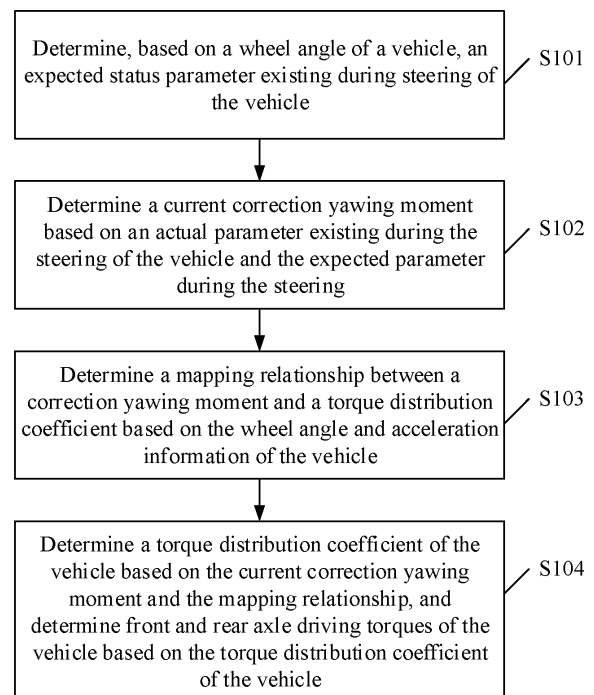 Determine, based on a wheel angle of a vehicle, an
expected status parameter existing during steering of
the vehicle
S101
Determine a current correction yawing moment
based on an actual parameter existing during the
steering of the vehicle and the expected parameter
during the steering
S102
Determine a mapping relationship between a
correction yawing moment and a torque distribution
coefficient based on the wheel angle and acceleration
information of the vehicle
S103
Determine a torque distribution coefficient of the
vehicle based on the current correction yawing
moment and the mapping relationship, and
determine front and rear axle driving torques of the
vehicle based on the torque distribution coefficient
of the vehicle
S104